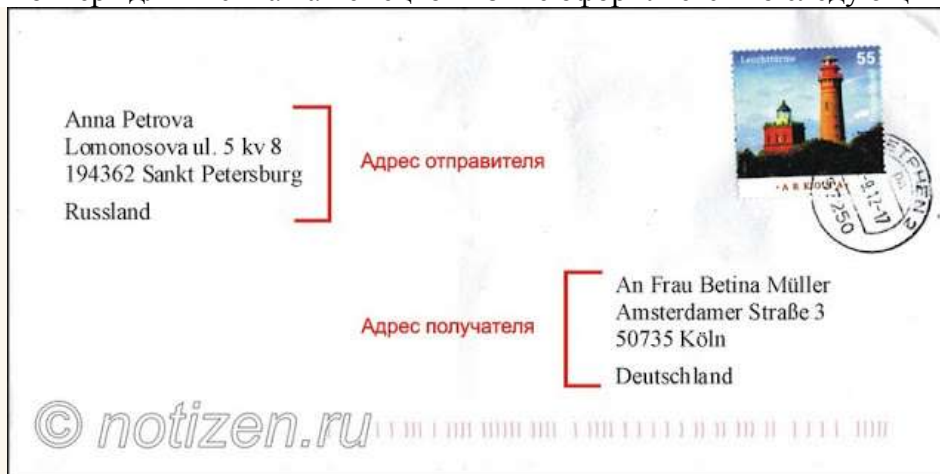 Leuchttürme 55
Anna Petrova
Lomonosova ul. 5 kv 8
194362 Sankt Petersburg
Russland
Адрес отправителя
An Frau Betina Müller
Amsterdamer Straße 3
50735 Köln
Deutschland
Адрес получателя
© notizen.ru